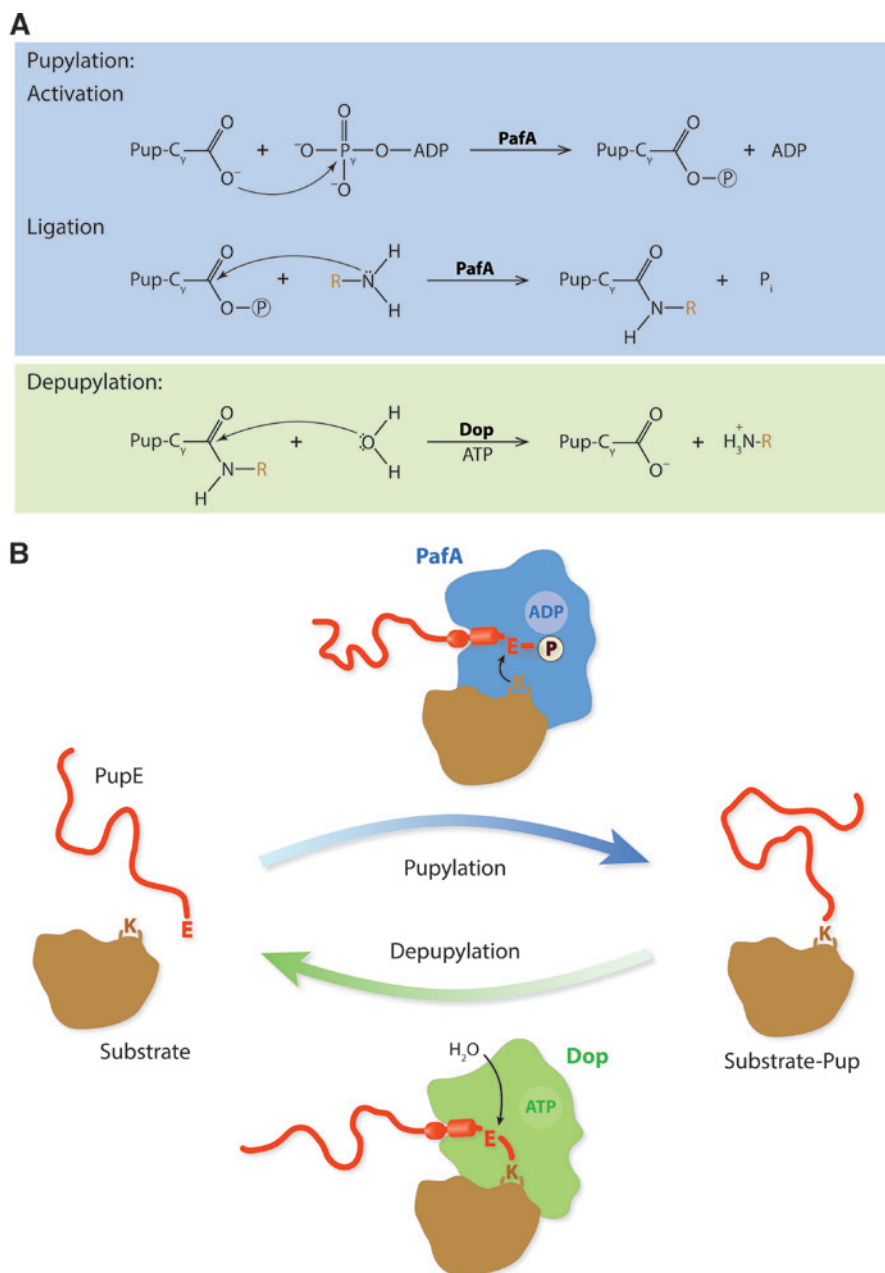 A
Pupylation:
Activation
Pup-Cγ O O⁻ + ⁻O O P γ ⁻O O ADP PafA Pup-Cγ O O P + ADP
Ligation
Pup-Cγ O O P + R N H H PafA Pup-Cγ O N R H + Pi
Depupylation:
Pup-Cγ O N R H + O H H Dop ATP Pup-Cγ O O⁻ + H3N+-R
B
PafA
ADP
E P
K
PupE
K E
Substrate
Pupylation
Depupylation
K
Substrate-Pup
H2O
Dop
ATP
E
K